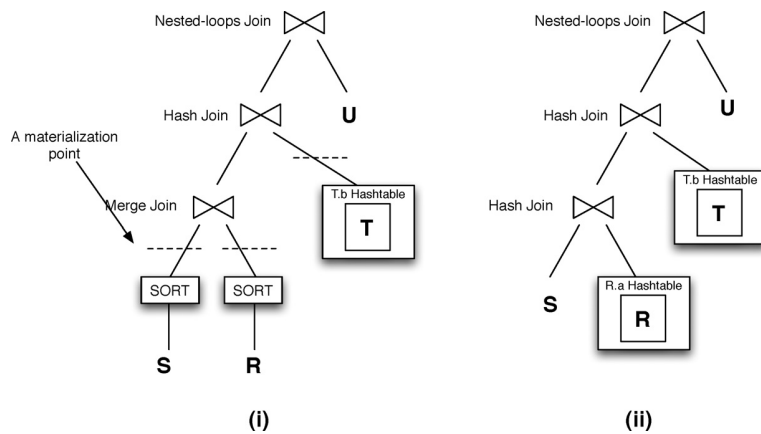 Nested-loops Join
U
Hash Join
A materialization
point
T.b Hashtable
T
Merge Join
SORT
SORT
S
R
(i)
Nested-loops Join
U
Hash Join
T.b Hashtable
T
Hash Join
S
R.a Hashtable
R
(ii)